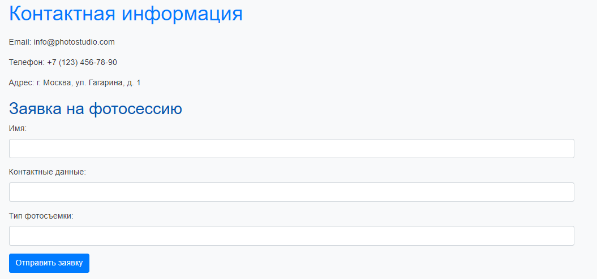 Контактная информация
Email: info@photostudio.com
Телефон: +7 (123) 456-78-90
Адрес: г. Москва, ул. Гагарина, д. 1
Заявка на фотосессию
Имя:
Контактные данные:
Тип фотосъемки:
Отправить заявку